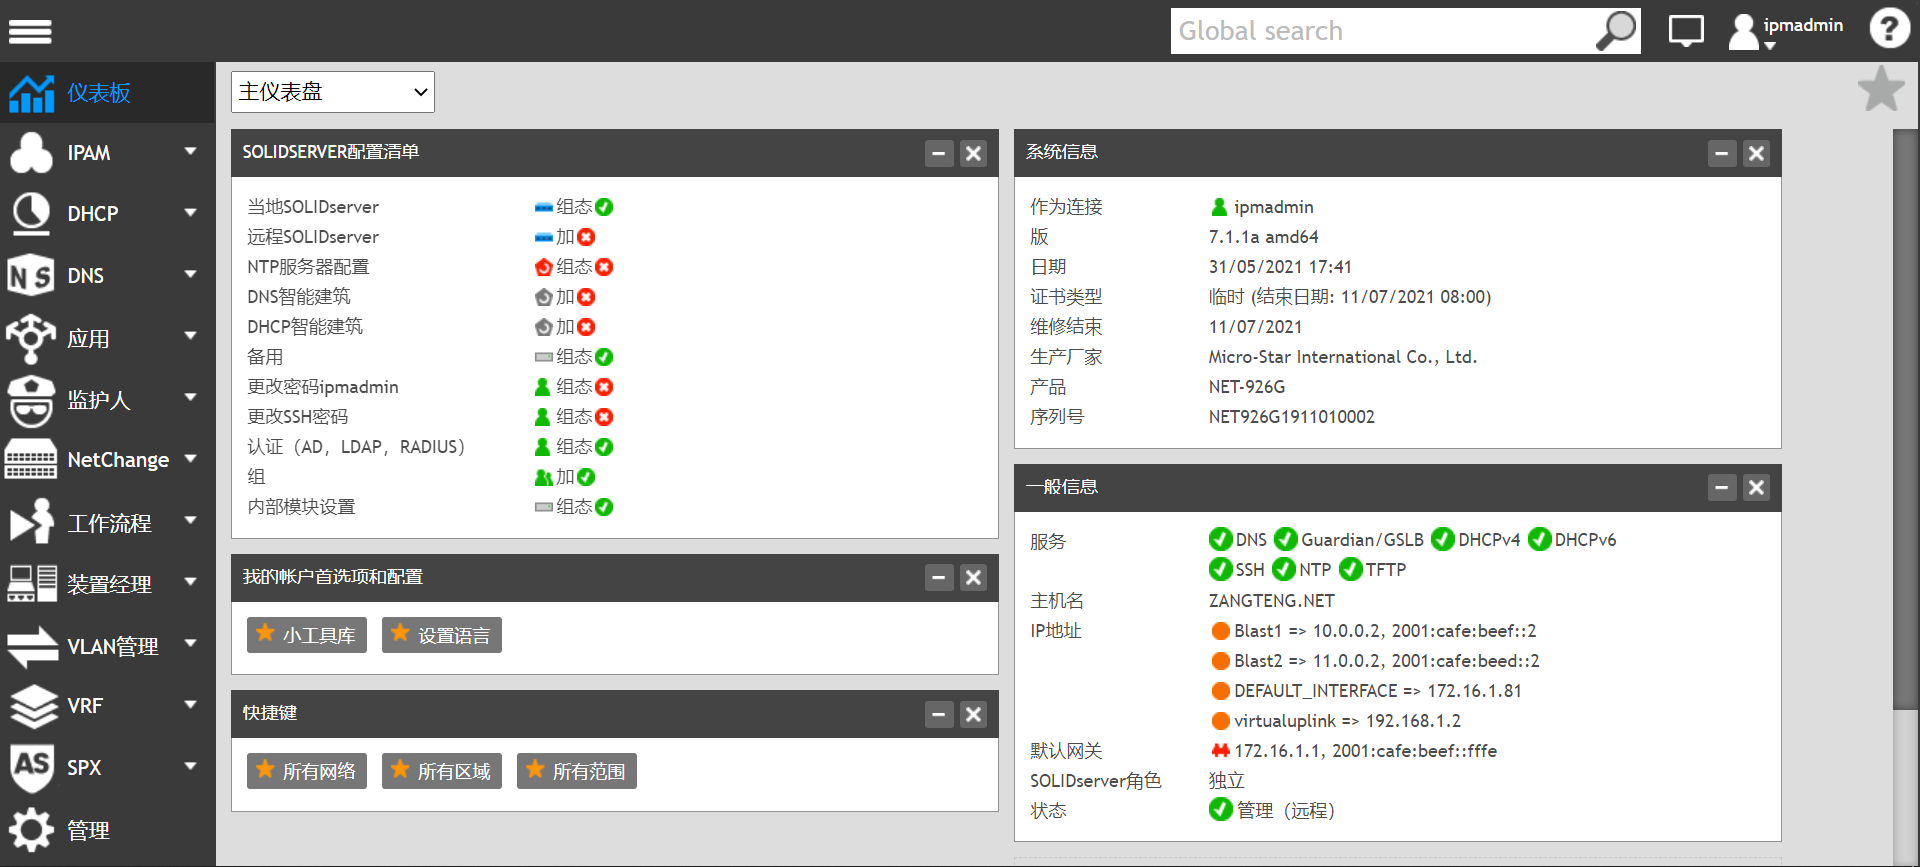 Global search
ipmadmin
仪表板
IPAM
DHCP
DNS
应用
监护人
NetChange
工作流程
装置经理
VLAN管理
VRF
SPX
管理
主仪表盘
SOLIDSERVER配置清单
当地SOLIDserver 组态
远程SOLIDserver 加
NTP服务器配置 组态
DNS智能建筑 加
DHCP智能建筑 加
备用 组态
更改密码ipmadmin 组态
更改SSH密码 组态
认证（AD，LDAP，RADIUS） 组态
组 加
内部模块设置 组态
我的帐户首选项和配置
小工具库 设置语言
快捷键
所有网络 所有区域 所有范围
系统信息
作为连接 ipmadmin
版 7.1.1a amd64
日期 31/05/2021 17:41
证书类型 临时 (结束日期: 11/07/2021 08:00)
维修结束 11/07/2021
生产厂家 Micro-Star International Co., Ltd.
产品 NET-926G
序列号 NET926G1911010002
一般信息
服务 DNS Guardian/GSLB DHCPv4 DHCPv6
SSH NTP TFTP
主机名 ZANGTENG.NET
IP地址 Blast1 => 10.0.0.2, 2001:cafe:beef::2
Blast2 => 11.0.0.2, 2001:cafe:beed::2
DEFAULT_INTERFACE => 172.16.1.81
virtualuplink => 192.168.1.2
默认网关 172.16.1.1, 2001:cafe:beef::fffe
SOLIDserver角色 独立
状态 管理（远程）